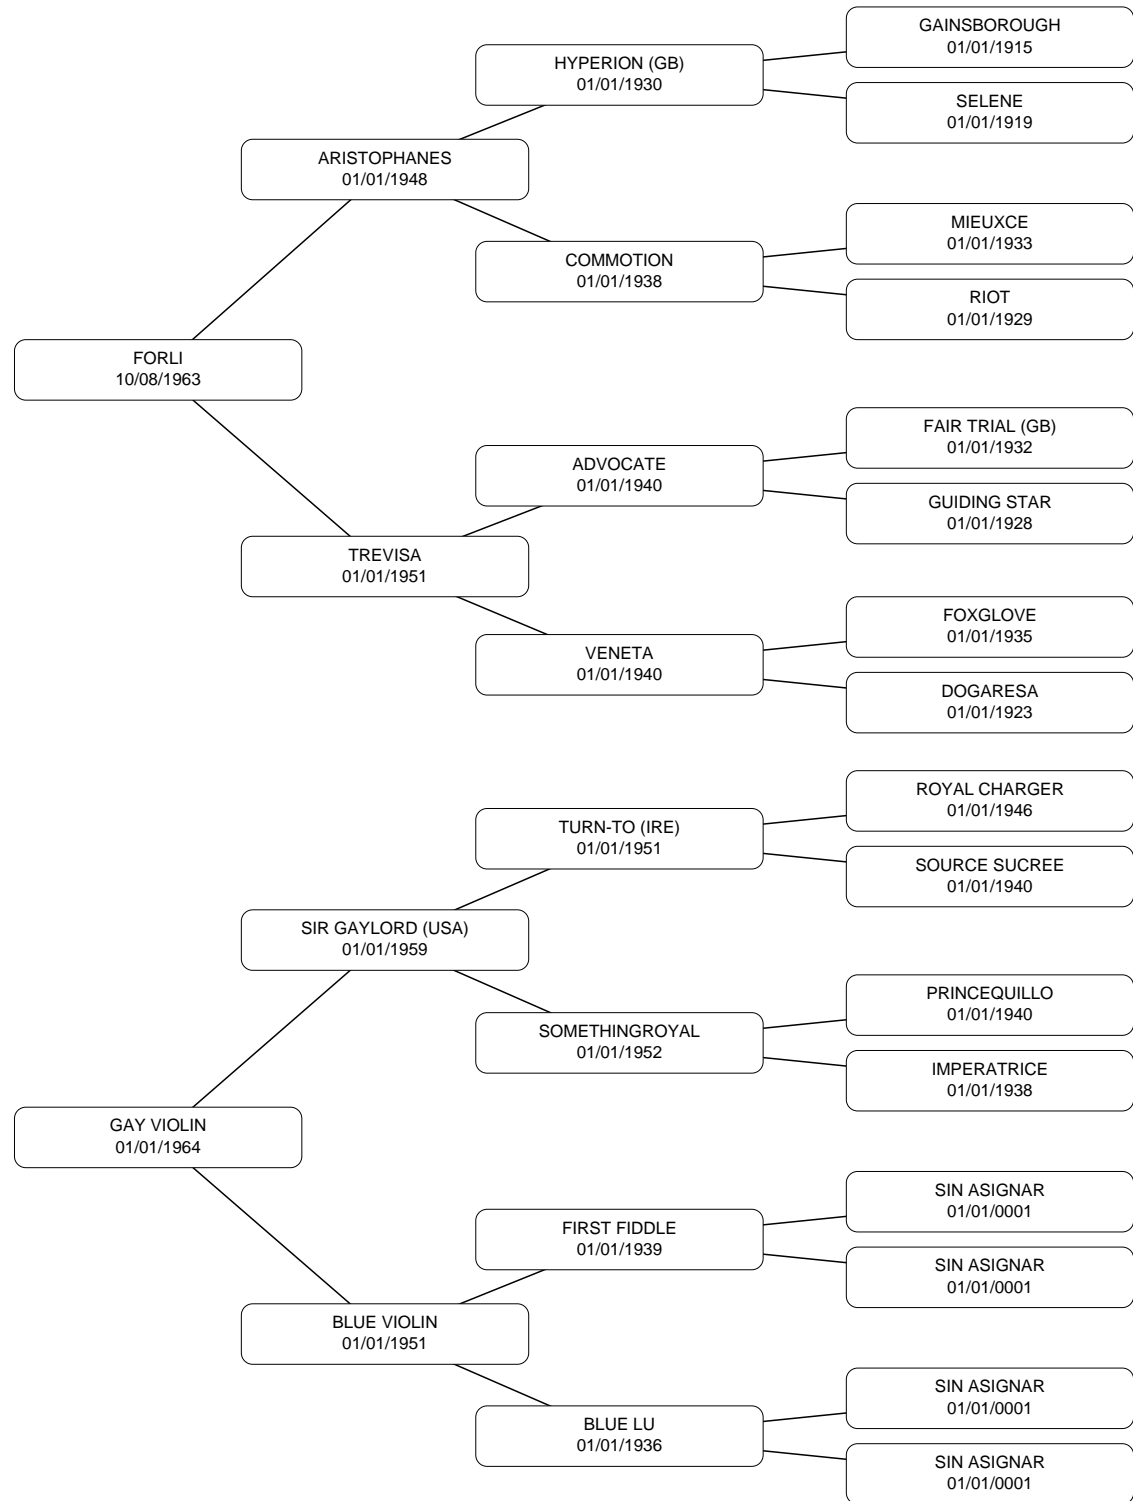 GAINSBOROUGH
01/01/1915
HYPERION (GB)
01/01/1930
SELENE
01/01/1919
ARISTOPHANES
01/01/1948
MIEUXCE
01/01/1933
COMMOTION
01/01/1938
RIOT
01/01/1929
FORLI
10/08/1963
FAIR TRIAL (GB)
01/01/1932
ADVOCATE
01/01/1940
GUIDING STAR
01/01/1928
TREVISA
01/01/1951
FOXGLOVE
01/01/1935
VENETA
01/01/1940
DOGARESA
01/01/1923
ROYAL CHARGER
01/01/1946
TURN-TO (IRE)
01/01/1951
SOURCE SUCREE
01/01/1940
SIR GAYLORD (USA)
01/01/1959
PRINCEQUILLO
01/01/1940
SOMETHINGROYAL
01/01/1952
IMPERATRICE
01/01/1938
GAY VIOLIN
01/01/1964
SIN ASIGNAR
01/01/0001
FIRST FIDDLE
01/01/1939
SIN ASIGNAR
01/01/0001
BLUE VIOLIN
01/01/1951
SIN ASIGNAR
01/01/0001
BLUE LU
01/01/1936
SIN ASIGNAR
01/01/0001